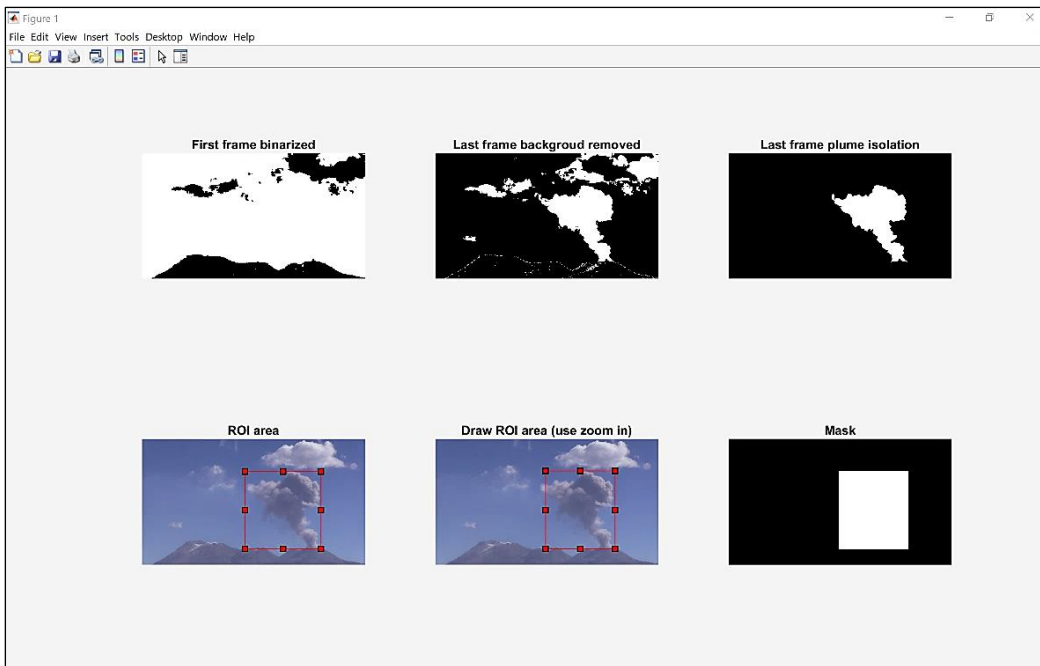 Figure 1
File Edit View Insert Tools Desktop Window Help
First frame binarized
Last frame backgroud removed
Last frame plume isolation
ROI area
Draw ROI area (use zoom in)
Mask